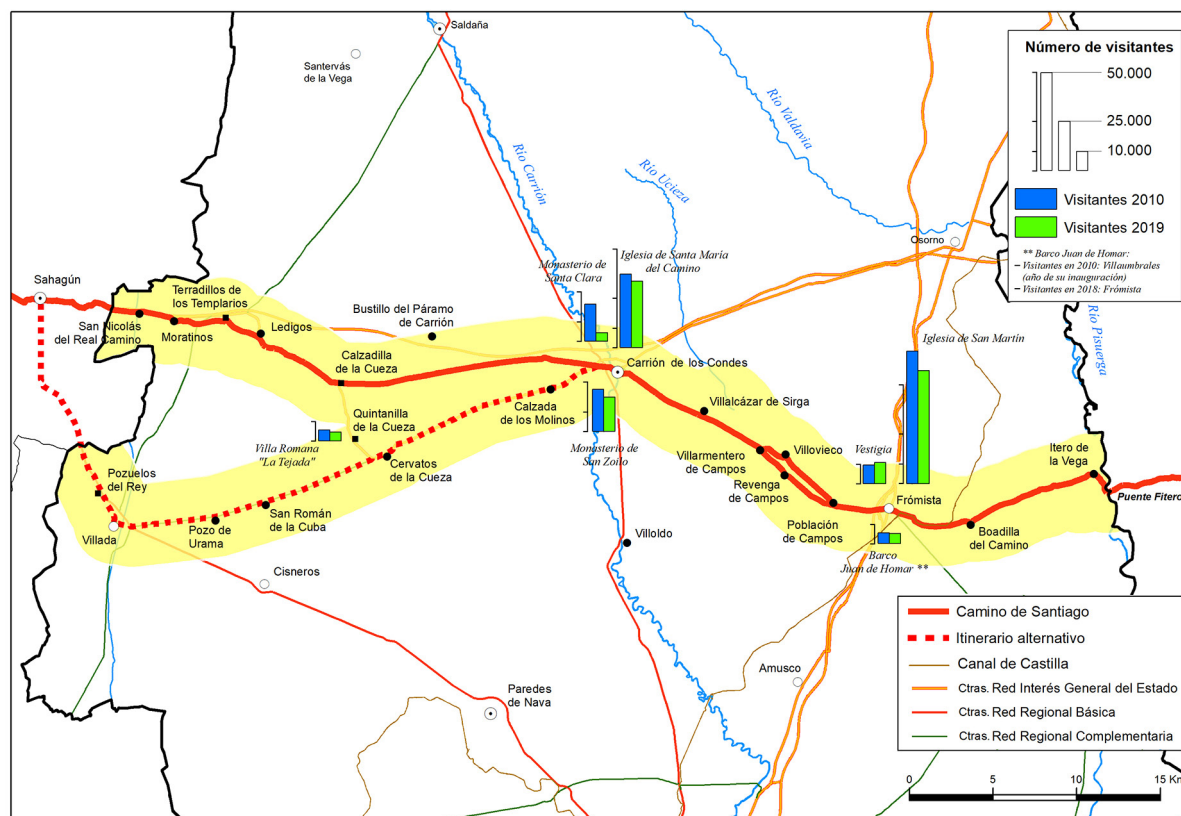 Saldaña
Santervás
de la Vega
Río Carrión
Río Ucieza
Río Valdavia
Osorno
Río Pisuerga
Número de visitantes
50.000
25.000
10.000
Visitantes 2010
Visitantes 2019
** Barco Juan de Homar:
– Visitantes en 2010: Villaumbrales
(año de su inauguración)
– Visitantes en 2018: Frómista
Sahagún
Terradillos de
los Templarios
San Nicolás
del Real Camino
Moratinos
Ledigos
Bustillo del Páramo
de Carrión
Calzadilla
de la Cueza
Monasterio de
Santa Clara
Iglesia de Santa María
del Camino
Carrión de los Condes
Iglesia de San Martín
Quintanilla
de la Cueza
Calzada
de los Molinos
Villa Romana
"La Tejada"
Monasterio de
San Zoilo
Villalcázar de Sirga
Cervatos
de la Cueza
Pozuelos
del Rey
Villada
Pozo de
Urama
San Román
de la Cuba
Villarmentero
de Campos
Villovieco
Revenga
de Campos
Vestigia
Frómista
Itero de
la Vega
Puente Fitero
Población
de Campos
Boadilla
del Camino
Barco
Juan de Homar **
Villoldo
Cisneros
Paredes
de Nava
Amusco
Camino de Santiago
Itinerario alternativo
Canal de Castilla
Ctras. Red Interés General del Estado
Ctras. Red Regional Básica
Ctras. Red Regional Complementaria
0 5 10 15 Km